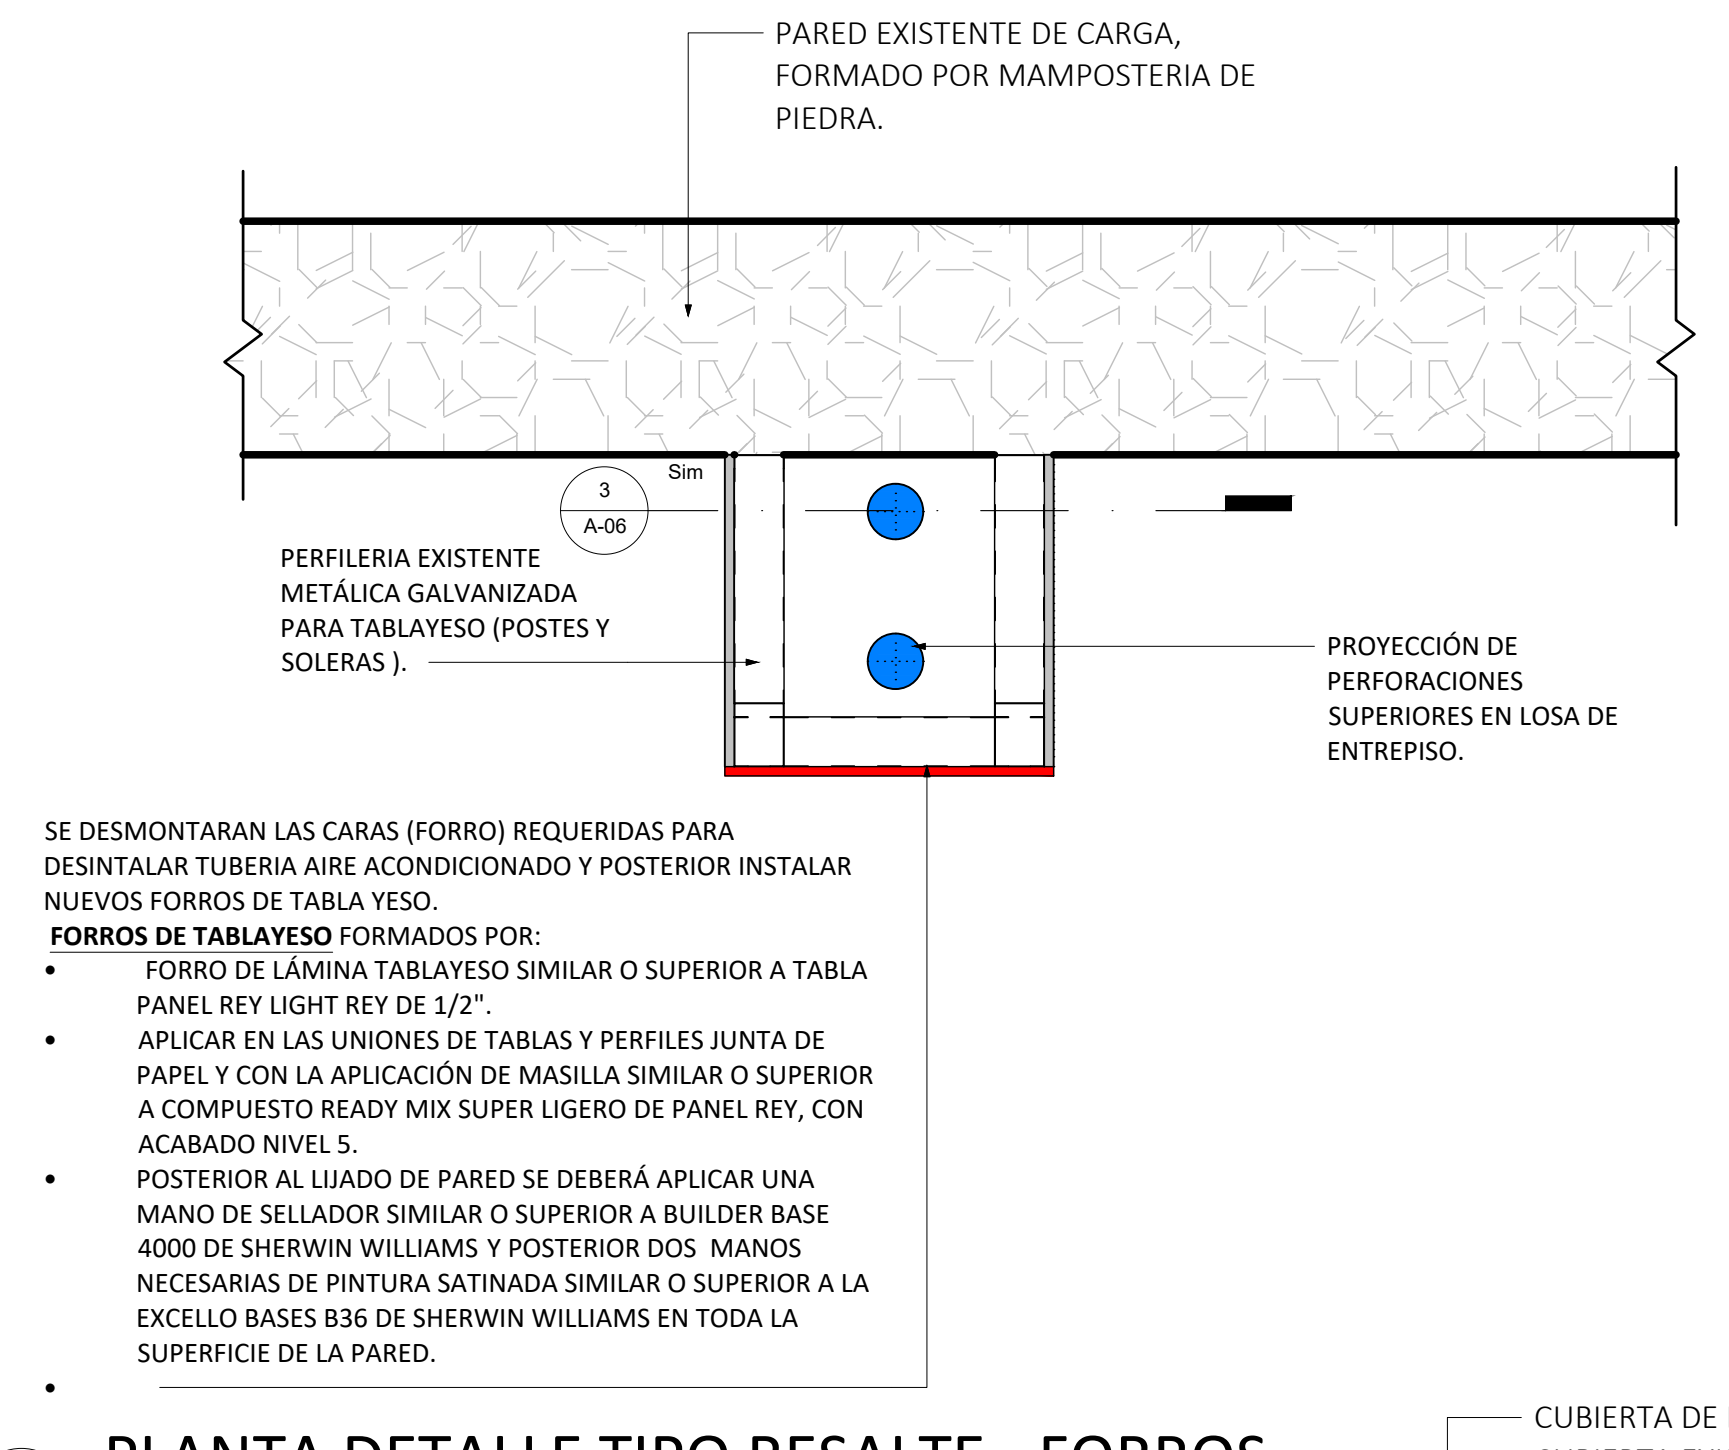 PARED EXISTENTE DE CARGA,
FORMADO POR MAMPOSTERIA DE
PIEDRA.
Sim
3
A-06
PERFILERIA EXISTENTE
METÁLICA GALVANIZADA
PARA TABLAYESO (POSTES Y
SOLERAS ).
PROYECCIÓN DE
PERFORACIONES
SUPERIORES EN LOSA DE
ENTREPISO.
SE DESMONTARAN LAS CARAS (FORRO) REQUERIDAS PARA
DESINTALAR TUBERIA AIRE ACONDICIONADO Y POSTERIOR INSTALAR
NUEVOS FORROS DE TABLA YESO.
FORROS DE TABLAYESO FORMADOS POR:
• FORRO DE LÁMINA TABLAYESO SIMILAR O SUPERIOR A TABLA
PANEL REY LIGHT REY DE 1/2".
• APLICAR EN LAS UNIONES DE TABLAS Y PERFILES JUNTA DE
PAPEL Y CON LA APLICACIÓN DE MASILLA SIMILAR O SUPERIOR
A COMPUESTO READY MIX SUPER LIGERO DE PANEL REY, CON
ACABADO NIVEL 5.
• POSTERIOR AL LIJADO DE PARED SE DEBERÁ APLICAR UNA
MANO DE SELLADOR SIMILAR O SUPERIOR A BUILDER BASE
4000 DE SHERWIN WILLIAMS Y POSTERIOR DOS MANOS
NECESARIAS DE PINTURA SATINADA SIMILAR O SUPERIOR A LA
EXCELLO BASES B36 DE SHERWIN WILLIAMS EN TODA LA
SUPERFICIE DE LA PARED.
•
CUBIERTA DE
PLANTA DETALLE TIPO RESALTE - FORROS